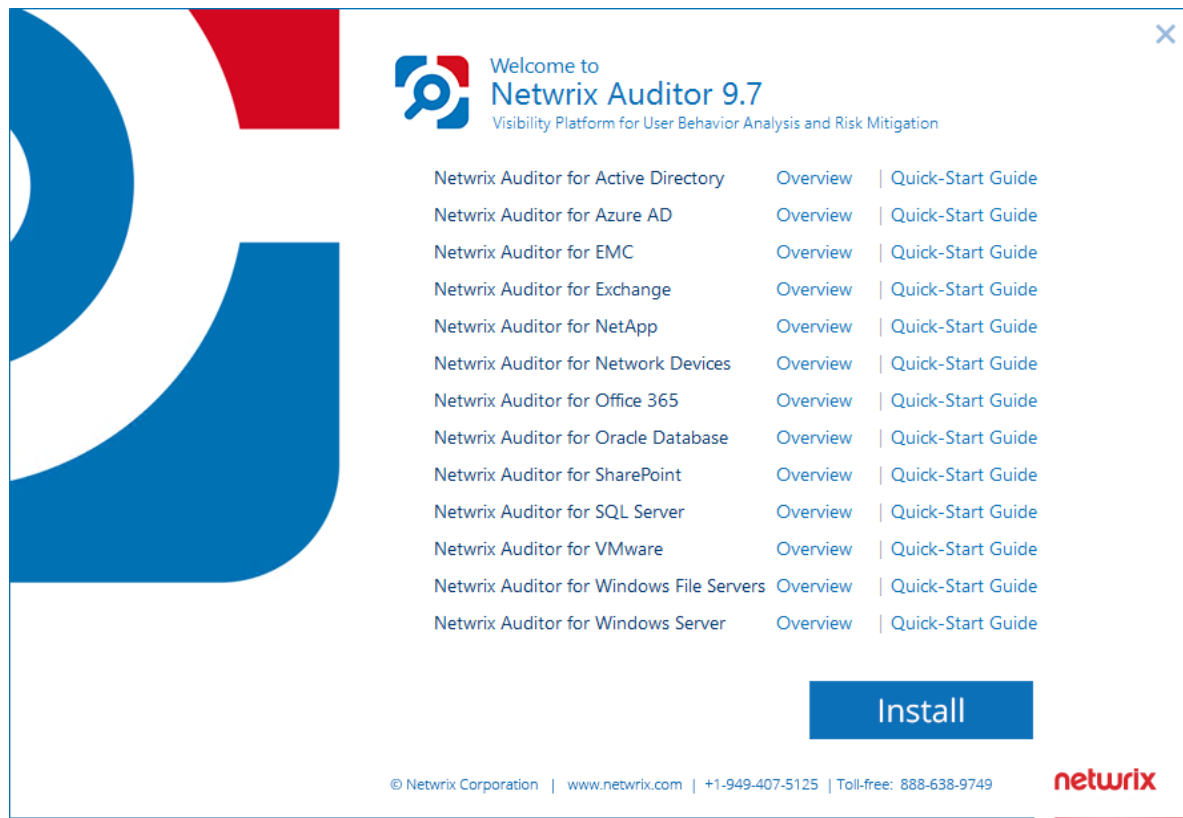 Welcome to
Netwrix Auditor 9.7
Visibility Platform for User Behavior Analysis and Risk Mitigation
Netwrix Auditor for Active Directory Overview | Quick-Start Guide
Netwrix Auditor for Azure AD Overview | Quick-Start Guide
Netwrix Auditor for EMC Overview | Quick-Start Guide
Netwrix Auditor for Exchange Overview | Quick-Start Guide
Netwrix Auditor for NetApp Overview | Quick-Start Guide
Netwrix Auditor for Network Devices Overview | Quick-Start Guide
Netwrix Auditor for Office 365 Overview | Quick-Start Guide
Netwrix Auditor for Oracle Database Overview | Quick-Start Guide
Netwrix Auditor for SharePoint Overview | Quick-Start Guide
Netwrix Auditor for SQL Server Overview | Quick-Start Guide
Netwrix Auditor for VMware Overview | Quick-Start Guide
Netwrix Auditor for Windows File Servers Overview | Quick-Start Guide
Netwrix Auditor for Windows Server Overview | Quick-Start Guide
Install
© Netwrix Corporation | www.netwrix.com | +1-949-407-5125 | Toll-free: 888-638-9749
netwrix